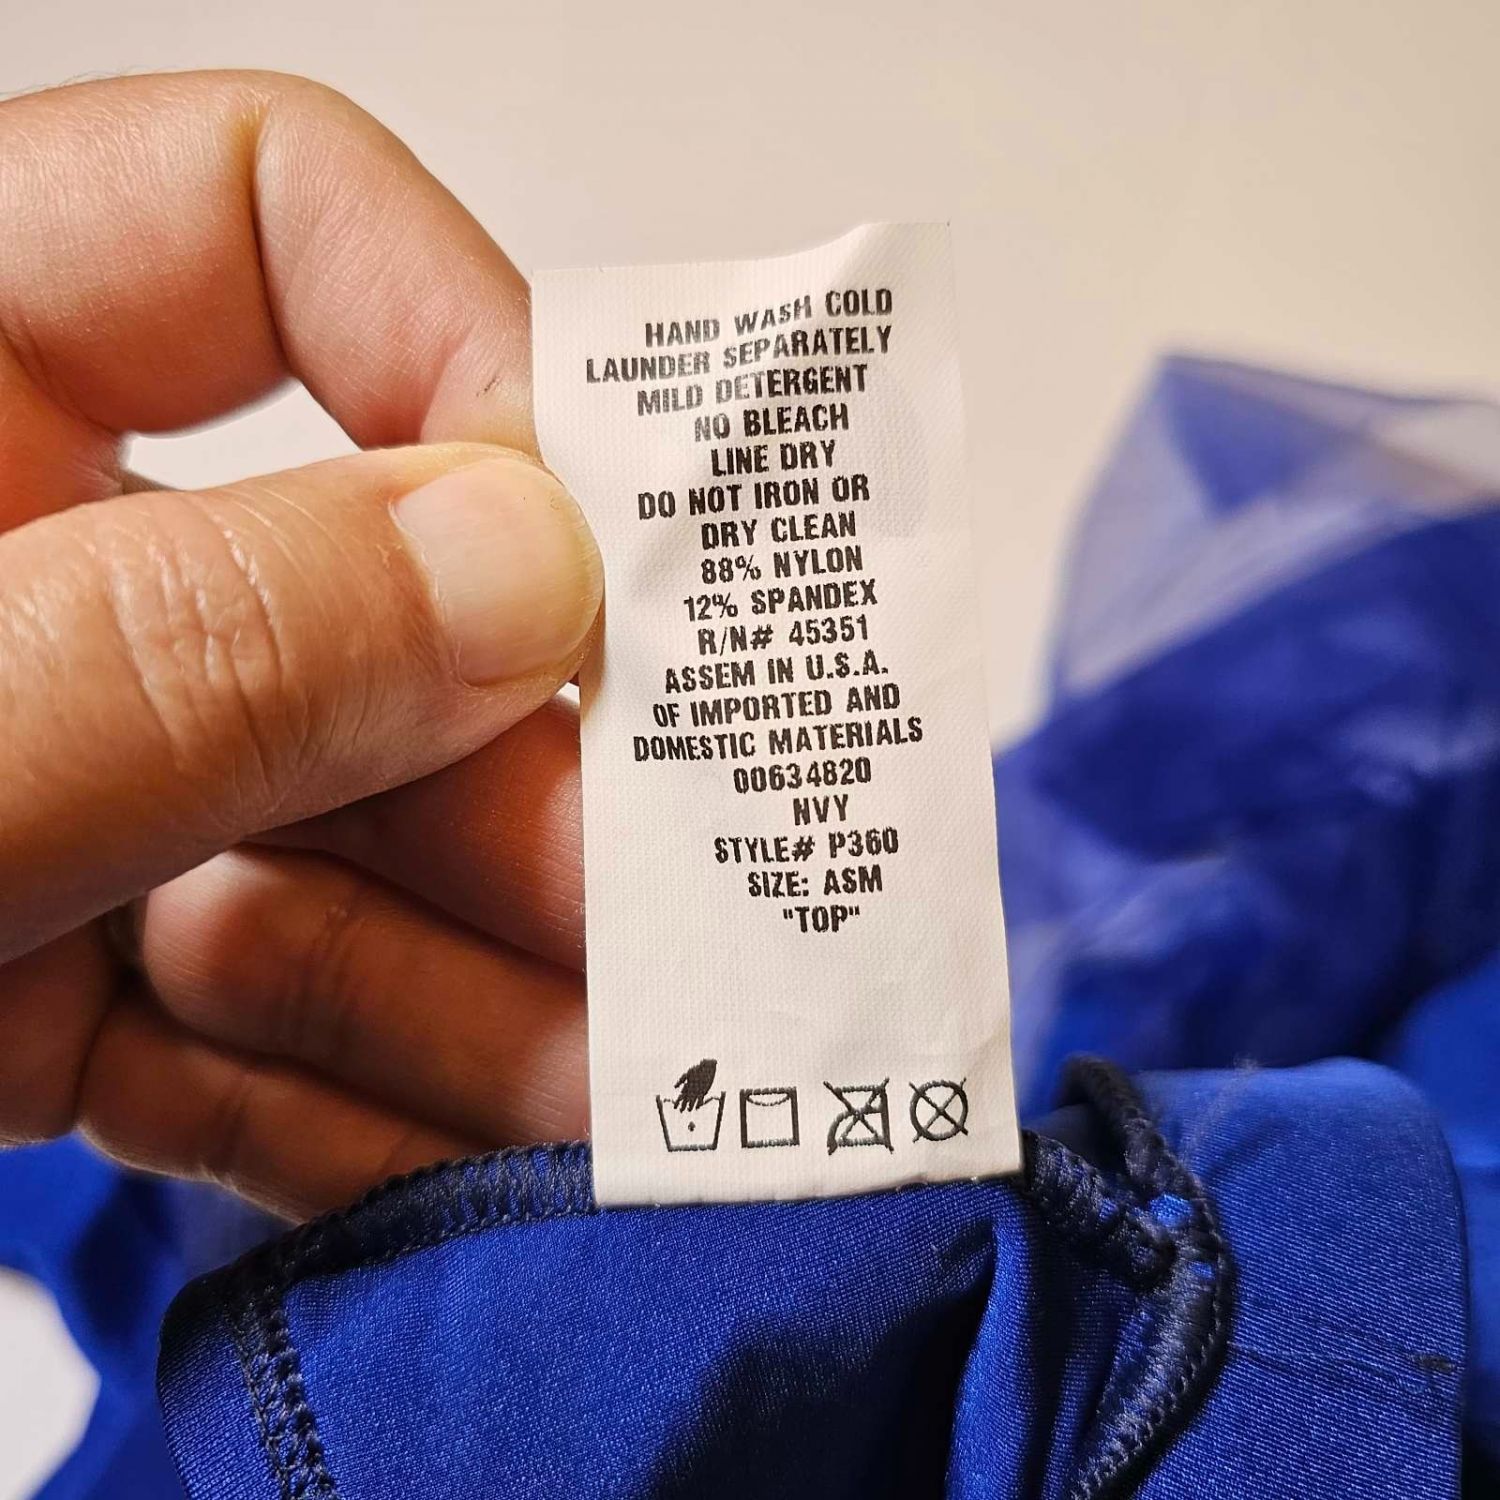 HAND WASH COLD
LAUNDER SEPARATELY
MILD DETERGENT
NO BLEACH
LINE DRY
DO NOT IRON OR
DRY CLEAN
88% NYLON
12% SPANDEX
R/N# 45351
ASSEM IN U.S.A.
OF IMPORTED AND
DOMESTIC MATERIALS
00634820
NVY
STYLE# P360
SIZE: ASM
"TOP"